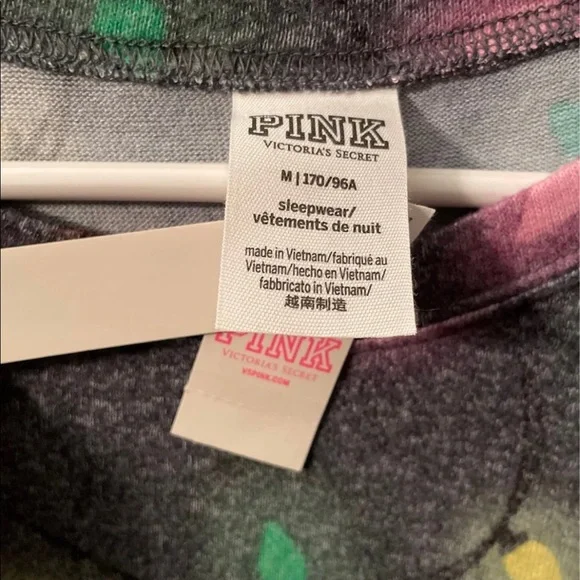 PINK
VICTORIA'S SECRET
M | 170/96A
sleepwear/
vêtements de nuit
made in Vietnam/fabriqué au
Vietnam/hecho en Vietnam/
fabbricato in Vietnam/
越南制造
PINK
VICTORIA'S SECRET
VSPINK.COM